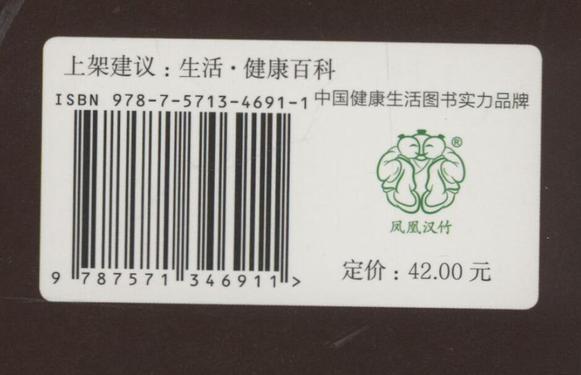 上架建议：生活·健康百科
ISBN 978-7-5713-4691-1
中国健康生活图书实力品牌
®
凤凰汉竹
9 787571 346911 >
定价：42.00 元